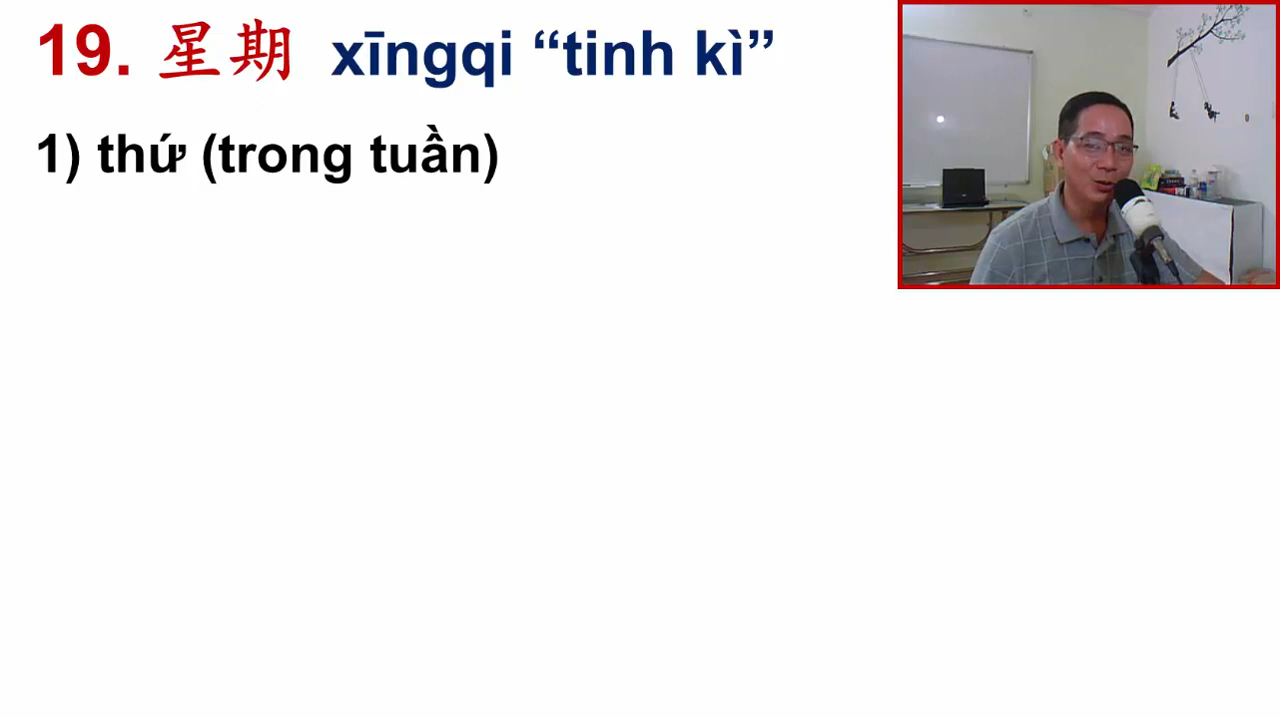 19. 星期 xīngqi “tinh kì”
1) thứ (trong tuần)